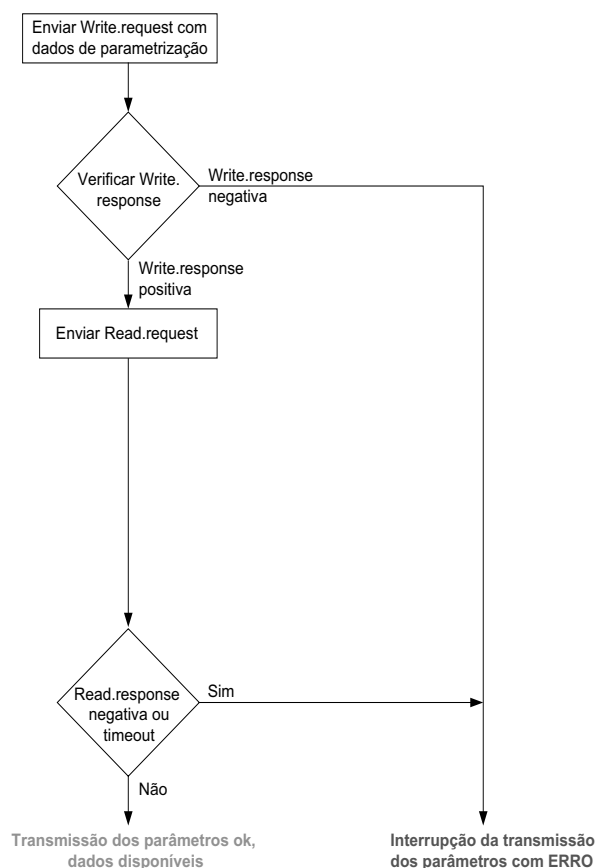 Enviar Write.request com
dados de parametrização
Verificar Write.
response
Write.response
negativa
Write.response
positiva
Enviar Read.request
Read.response
negativa ou
timeout
Sim
Não
Transmissão dos parâmetros ok,
dados disponíveis
Interrupção da transmissão
dos parâmetros com ERRO